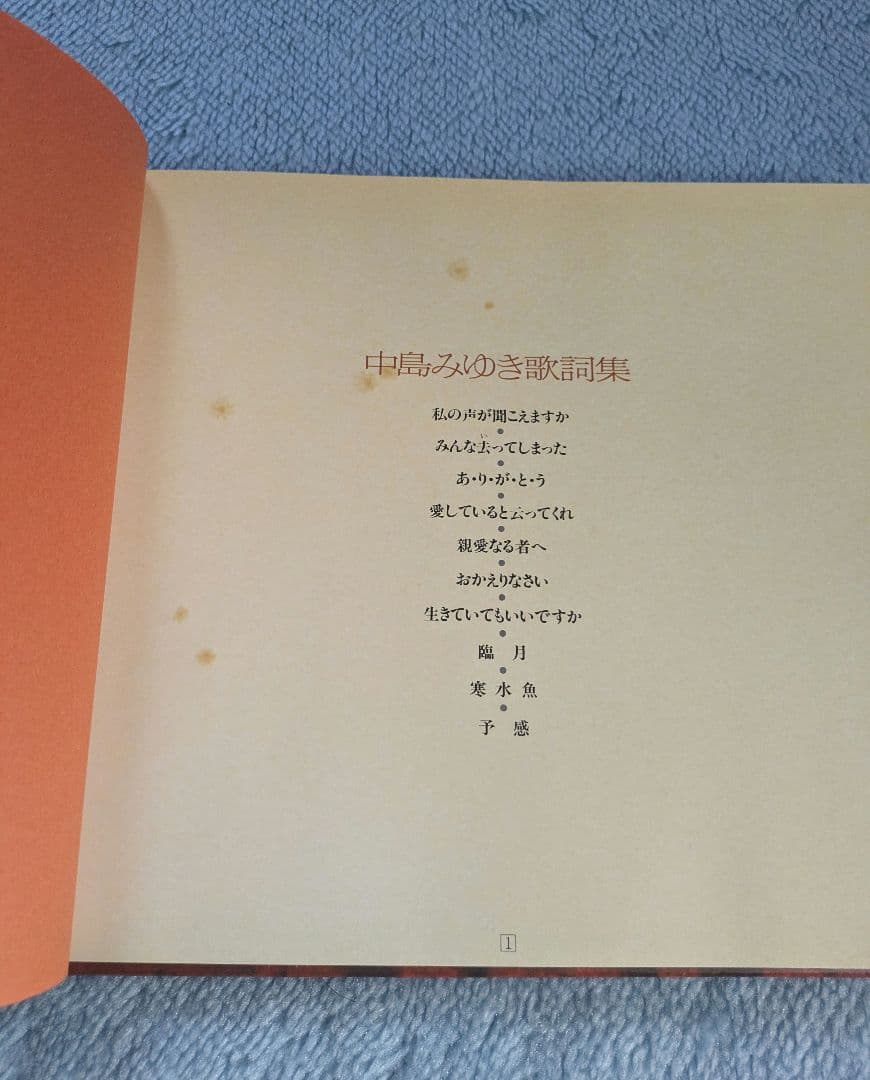 中島みゆき歌詞集
私の声が聞こえますか
みんな去ってしまった
い
あ・り・が・と・う
愛していると云ってくれ
親愛なる者へ
おかえりなさい
生きていてもいいですか
臨月
寒水魚
予感
1